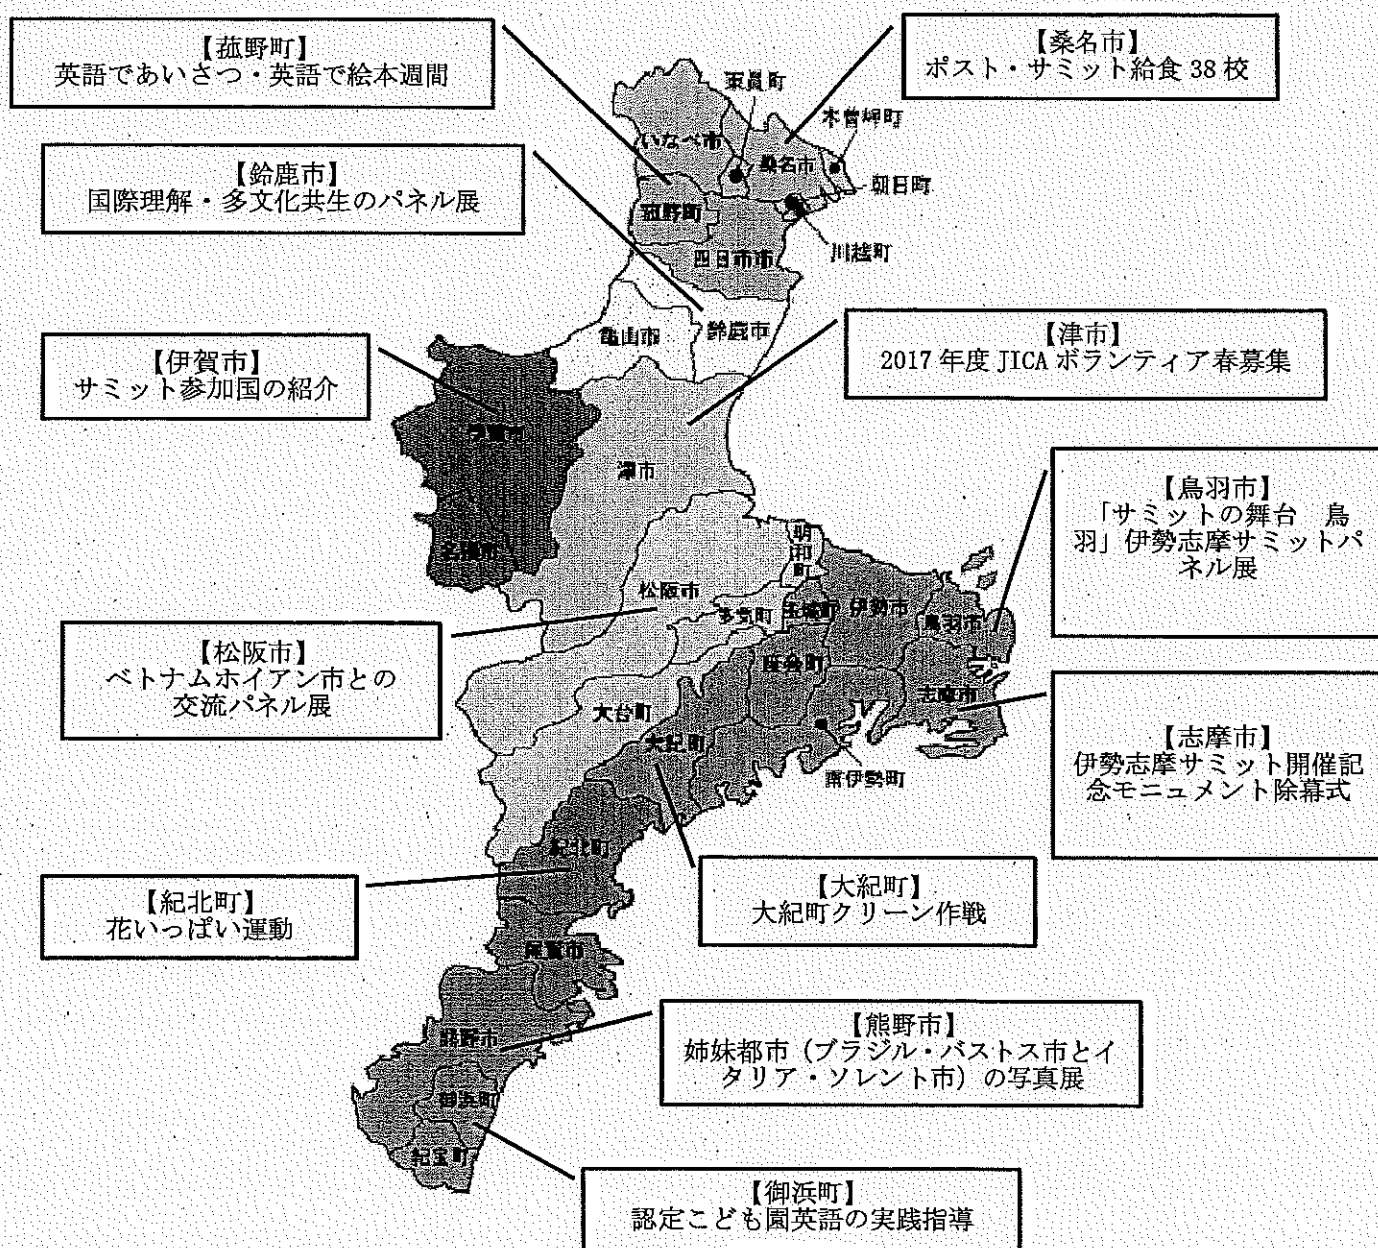 【菰野町】
英語であいさつ・英語で絵本週間
【桑名市】
ポスト・サミット給食 38 校
【鈴鹿市】
国際理解・多文化共生のパネル展
東員町
木曽岬町
いなべ市
桑名市
朝日町
菰野町
川越町
四日市市
亀山市
鈴鹿市
【伊賀市】
サミット参加国の紹介
【津市】
2017 年度 JICA ボランティア春募集
伊賀市
津市
名張市
【鳥羽市】
「サミットの舞台 鳥
羽」伊勢志摩サミットパ
ネル展
明
和
町
松阪市
多気町
玉城町
伊勢市
鳥羽市
【松阪市】
ベトナムホイアン市との
交流パネル展
度会町
志摩市
大台町
大紀町
南伊勢町
【志摩市】
伊勢志摩サミット開催記
念モニュメント除幕式
紀北町
【紀北町】
花いっぱい運動
【大紀町】
大紀町クリーン作戦
尾鷲市
熊野市
【熊野市】
姉妹都市（ブラジル・バストス市とイ
タリア・ソレント市）の写真展
御浜町
紀宝町
【御浜町】
認定こども園英語の実践指導